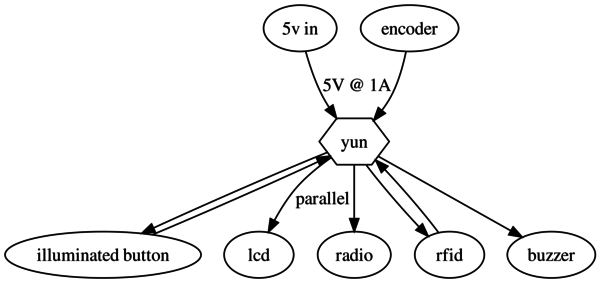 5v in
encoder
5V @ 1A
yun
parallel
illuminated button
lcd
radio
rfid
buzzer